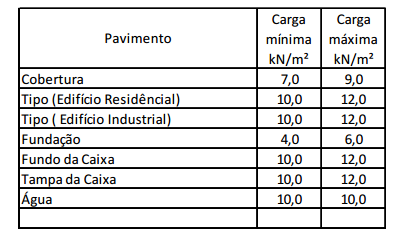 Pavimento Carga mínima kN/m² Carga máxima kN/m²
Cobertura 7,0 9,0
Tipo (Edifício Residêncial) 10,0 12,0
Tipo ( Edifício Industrial) 10,0 12,0
Fundação 4,0 6,0
Fundo da Caixa 10,0 12,0
Tampa da Caixa 10,0 12,0
Água 10,0 10,0